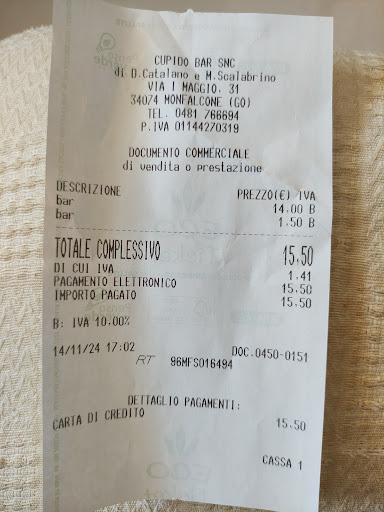 CUPIDO BAR SNC
di D.Catalano e M.Scalabrino
VIA I MAGGIO, 31
34074 MONFALCONE (GO)
TEL. 0481 766694
P.IVA 01144270319
DOCUMENTO COMMERCIALE
di vendita o prestazione
DESCRIZIONE PREZZO(€) IVA
bar 14,00 B
bar 1,50 B
TOTALE COMPLESSIVO 15,50
DI CUI IVA 1,41
PAGAMENTO ELETTRONICO 15,50
IMPORTO PAGATO 15,50
B: IVA 10,00%
14/11/24 17:02 DOC.0450-0151
RT 96MFS016494
DETTAGLIO PAGAMENTI:
CARTA DI CREDITO 15,50
CASSA 1